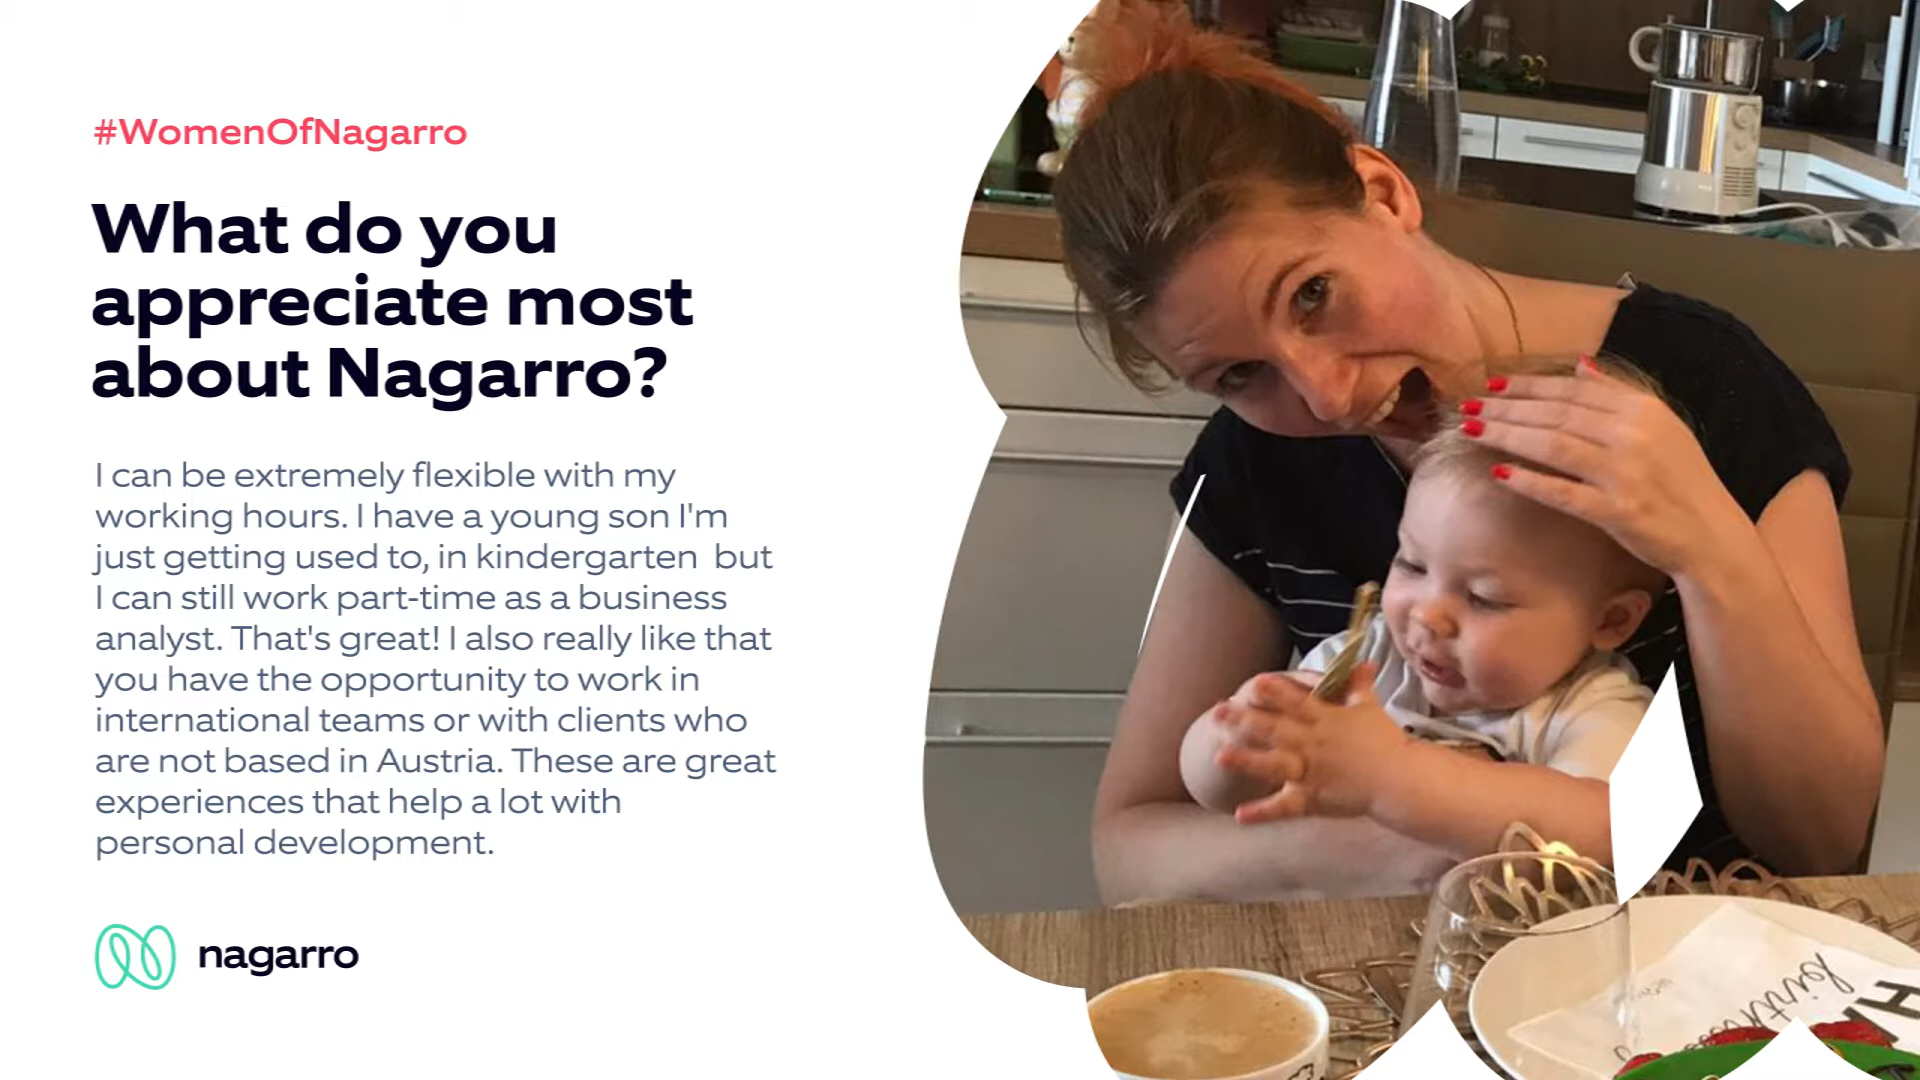 #WomenOfNagarro
What do you
appreciate most
about Nagarro?
I can be extremely flexible with my
working hours. I have a young son I'm
just getting used to, in kindergarten  but
I can still work part-time as a business
analyst. That's great! I also really like that
you have the opportunity to work in
international teams or with clients who
are not based in Austria. These are great
experiences that help a lot with
personal development.
nagarro